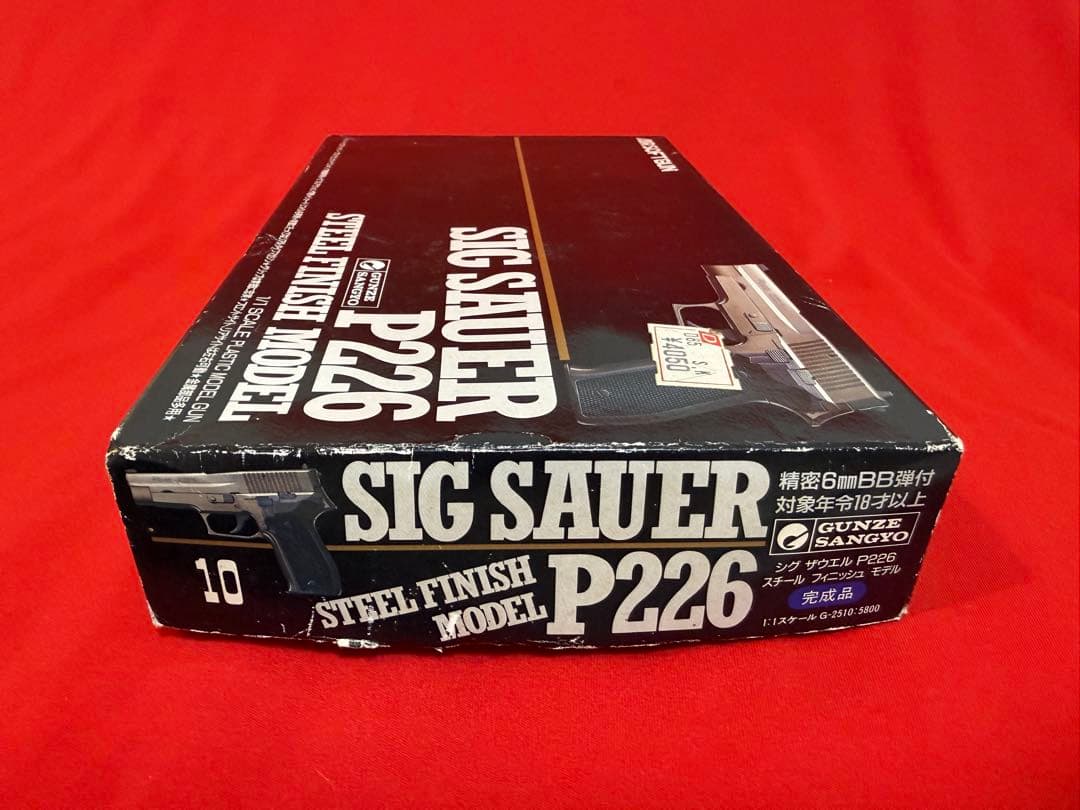 AIRSOFTGUN
SIG SAUER
P226
GUNZE
SANGYO
STEEL FINISH MODEL
1/1 SCALE PLASTIC MODEL GUN
065 S.K
¥4060
SIG SAUER
P226
STEEL FINISH
MODEL
10
精密6mmBB弾付
対象年令18才以上
GUNZE
SANGYO
シグ ザウエル P226
スチール フィニッシュ モデル
完成品
1:1スケール G-2510:5800